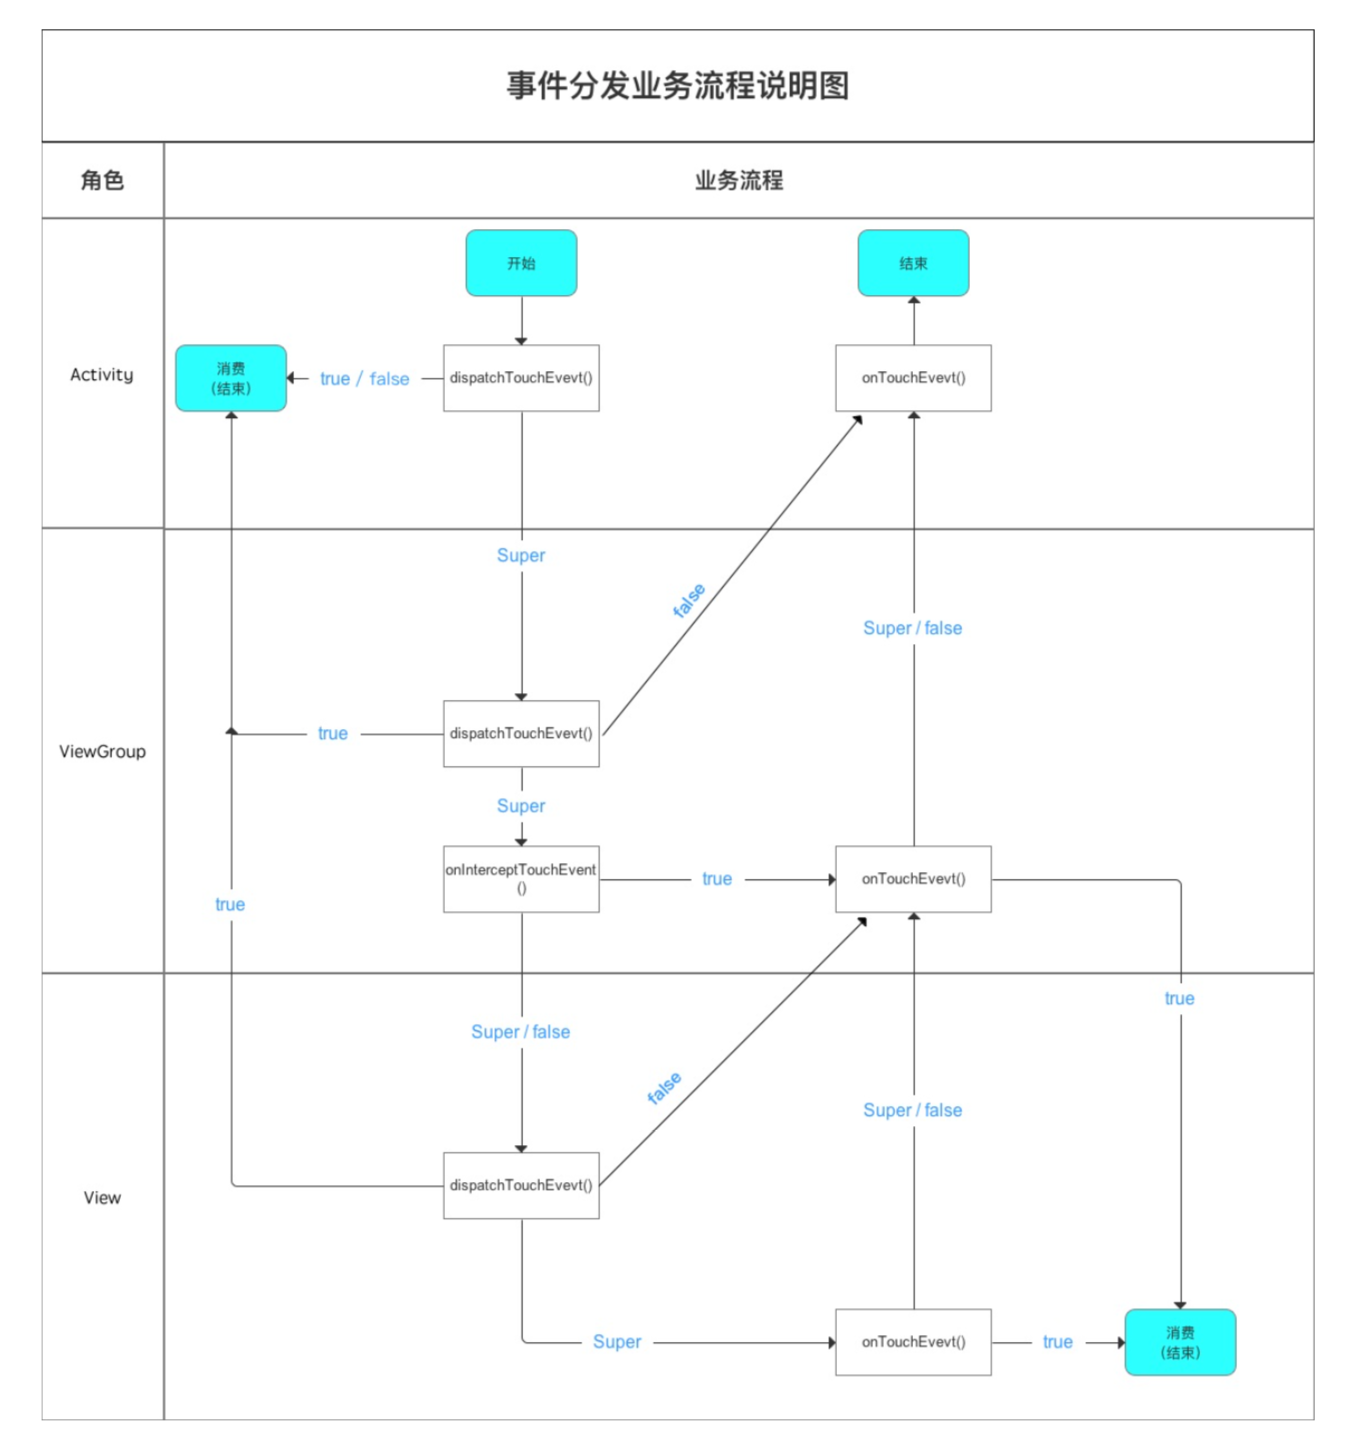 事件分发业务流程说明图
角色
业务流程
开始
结束
Activity
消费
(结束)
true / false
dispatchTouchEvevt()
onTouchEvevt()
Super
false
Super / false
ViewGroup
true
dispatchTouchEvevt()
Super
onInterceptTouchEvent
()
true
onTouchEvevt()
true
true
Super / false
false
Super / false
View
dispatchTouchEvevt()
Super
onTouchEvevt()
true
消费
(结束)